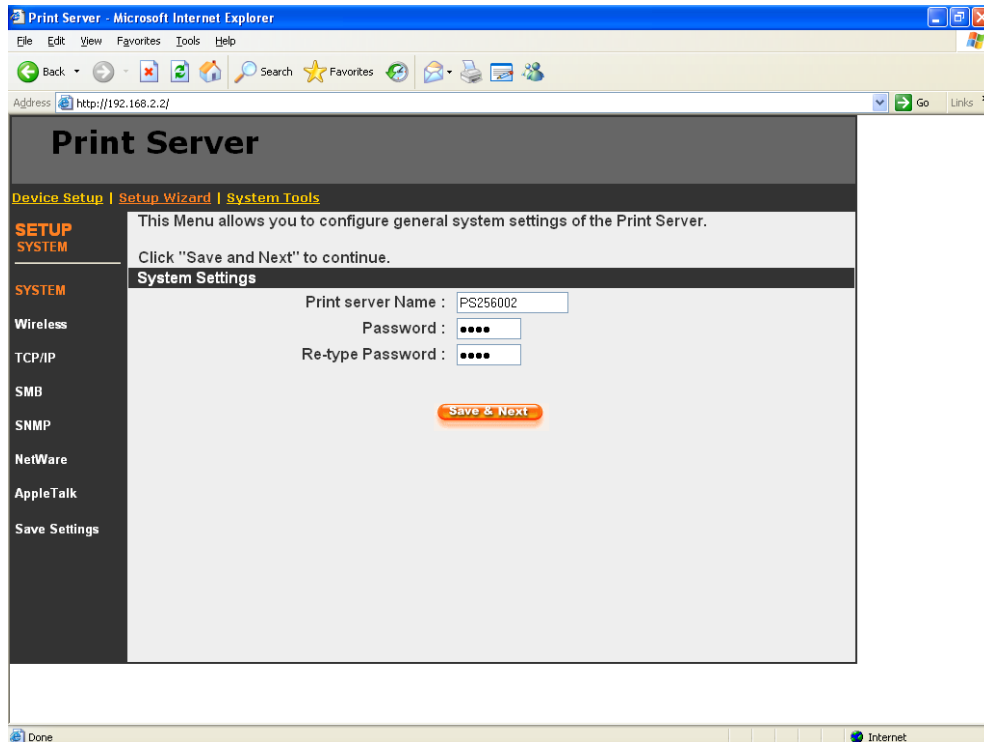 Print Server - Microsoft Internet Explorer
File Edit View Favorites Tools Help
Back Search Favorites
Address http://192.168.2.2/ Go Links
Print Server
Device Setup | Setup Wizard | System Tools
SETUP
SYSTEM
SYSTEM
Wireless
TCP/IP
SMB
SNMP
NetWare
AppleTalk
Save Settings
This Menu allows you to configure general system settings of the Print Server.
Click "Save and Next" to continue.
System Settings
Print server Name : PS256002
Password : ●●●●
Re-type Password : ●●●●
Save & Next
Done Internet